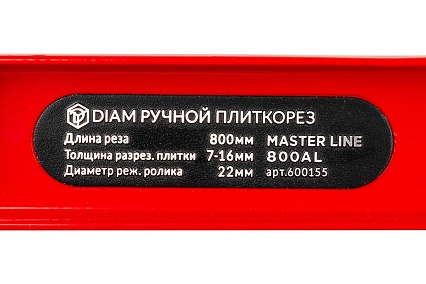 DIAM РУЧНОЙ ПЛИТКОРЕЗ
Длина реза 800мм MASTER LINE
Толщина разрез. плитки 7-16мм 800AL
Диаметр реж. ролика 22мм арт.600155